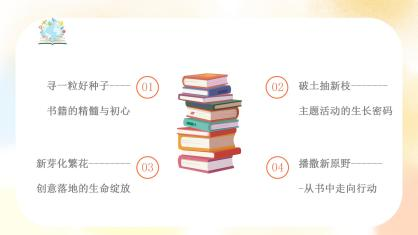 寻一粒好种子----
01
书籍的精髓与初心
02
破土抽新枝-------
主题活动的生长密码
新芽化繁花--------
03
创意落地的生命绽放
04
播撒新原野------
-从书中走向行动